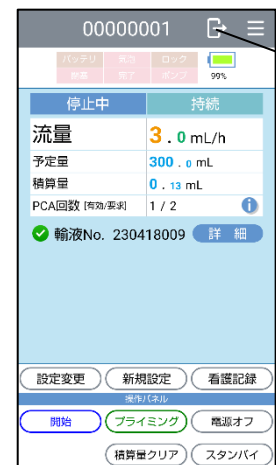 00000001
バッテリ 気泡 ロック
閉塞 完了 ポンプ 99%
停止中 持続
流量 3.0 mL/h
予定量 300.0 mL
積算量 0.13 mL
PCA回数 [有効/要求] 1 / 2
輸液No. 230418009 詳 細
設定変更 新規設定 看護記録
操作パネル
開始 プライミング 電源オフ
積算量クリア スタンバイ